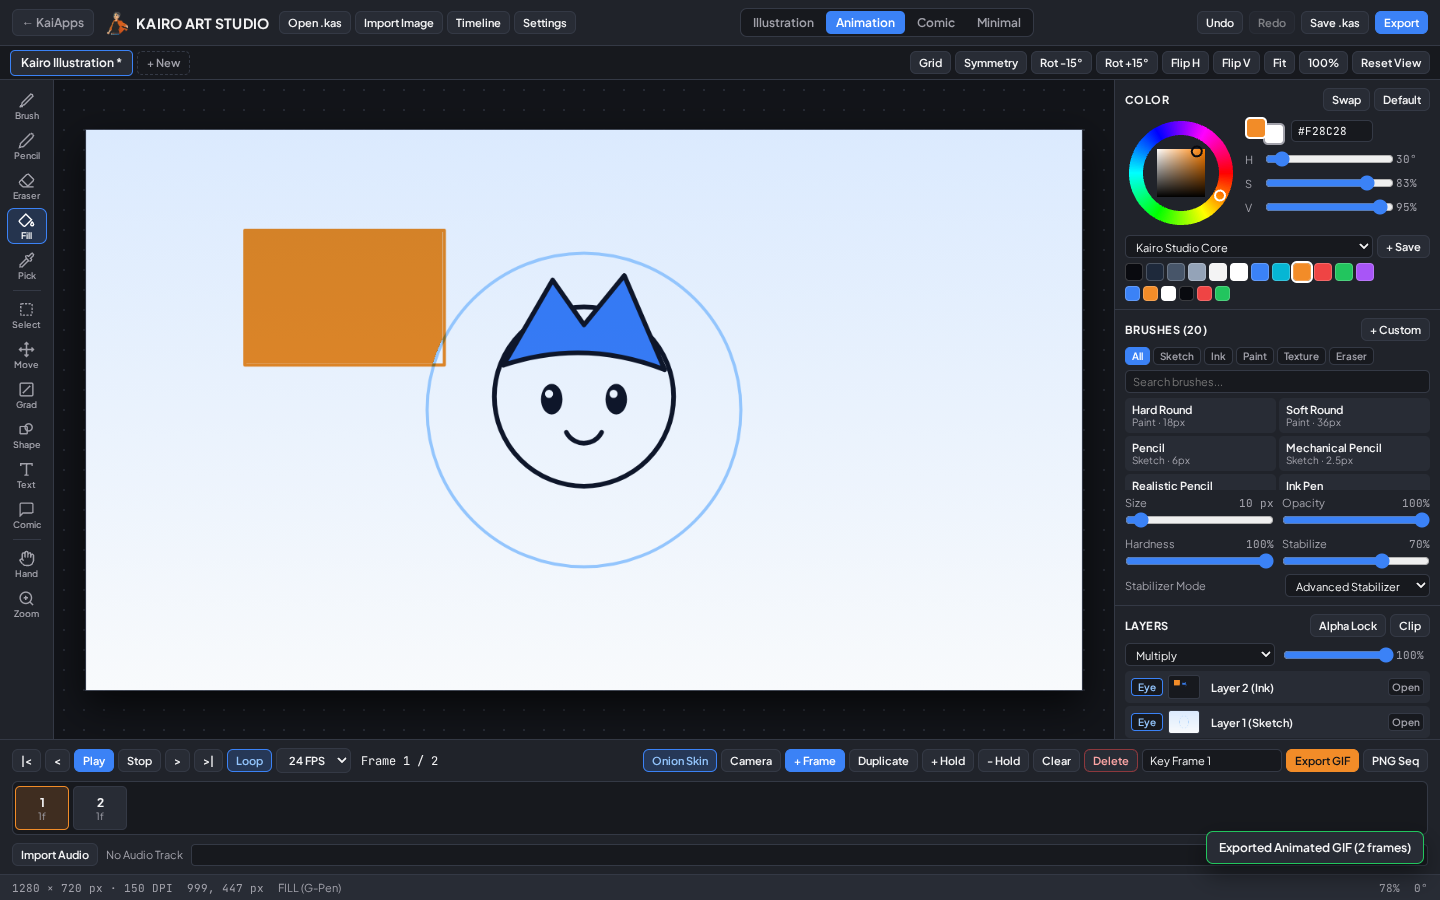 ← KaiApps KAIRO ART STUDIO Open .kas Import Image Timeline Settings Illustration Animation Comic Minimal Undo Redo Save .kas Export
Kairo Illustration * + New Grid Symmetry Rot -15° Rot +15° Flip H Flip V Fit 100% Reset View
Brush
Pencil
Eraser
Fill
Pick
Select
Move
Grad
Shape
Text
Comic
Hand
Zoom
COLOR Swap Default
#F28C28
H 30°
S 83%
V 95%
Kairo Studio Core + Save
BRUSHES (20) + Custom
All Sketch Ink Paint Texture Eraser
Search brushes...
Hard Round Soft Round
Paint · 18px Paint · 36px
Pencil Mechanical Pencil
Sketch · 6px Sketch · 2.5px
Realistic Pencil Ink Pen
Size 10 px Opacity 100%
Hardness 100% Stabilize 70%
Stabilizer Mode Advanced Stabilizer
LAYERS Alpha Lock Clip
Multiply 100%
Eye Layer 2 (Ink) Open
Eye Layer 1 (Sketch) Open
|< < Play Stop > >| Loop 24 FPS Frame 1 / 2 Onion Skin Camera + Frame Duplicate + Hold - Hold Clear Delete Key Frame 1 Export GIF PNG Seq
1 2
1f 1f
Import Audio No Audio Track
Exported Animated GIF (2 frames)
1280 × 720 px · 150 DPI 999, 447 px FILL (G-Pen) 78% 0°